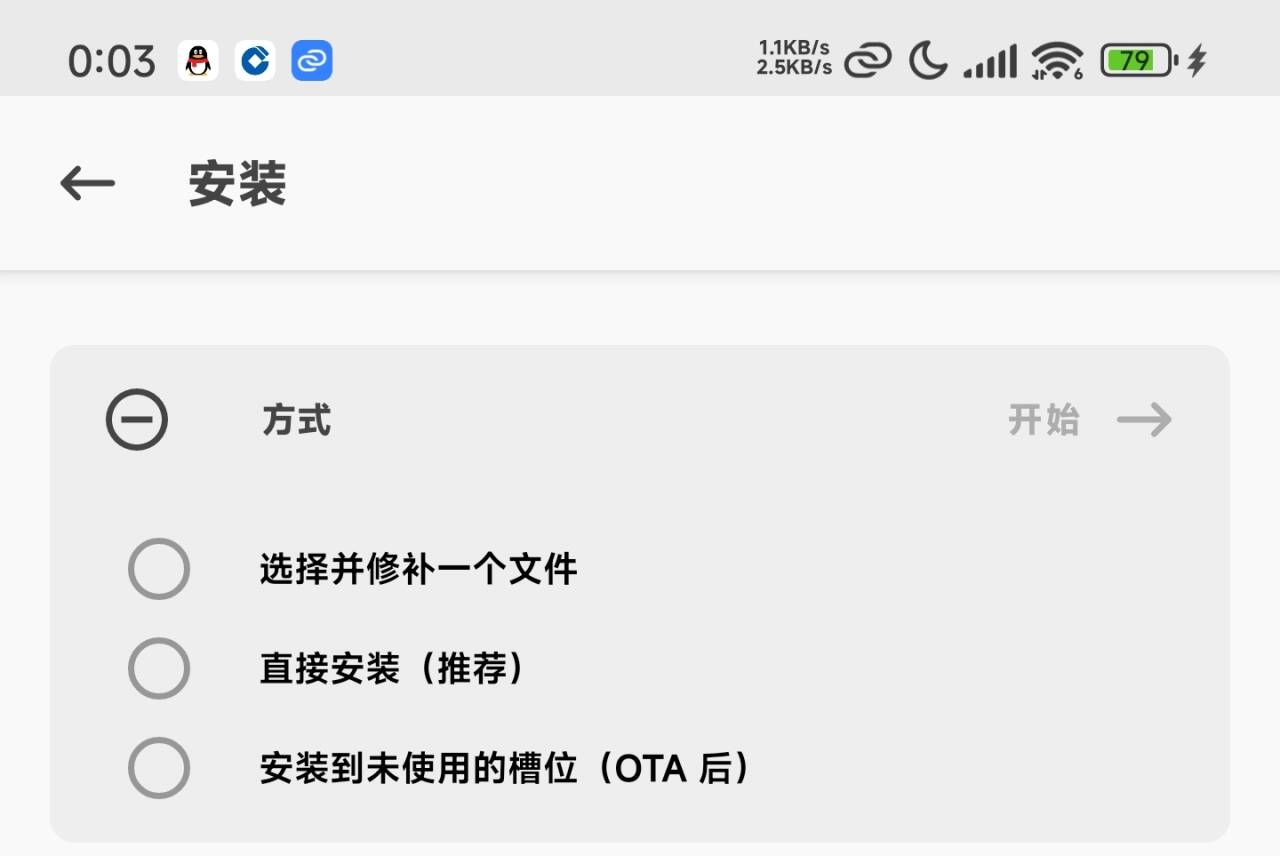 0:03
1.1KB/s
2.5KB/s
6
79
安装
方式
开始
选择并修补一个文件
直接安装（推荐）
安装到未使用的槽位（OTA 后）